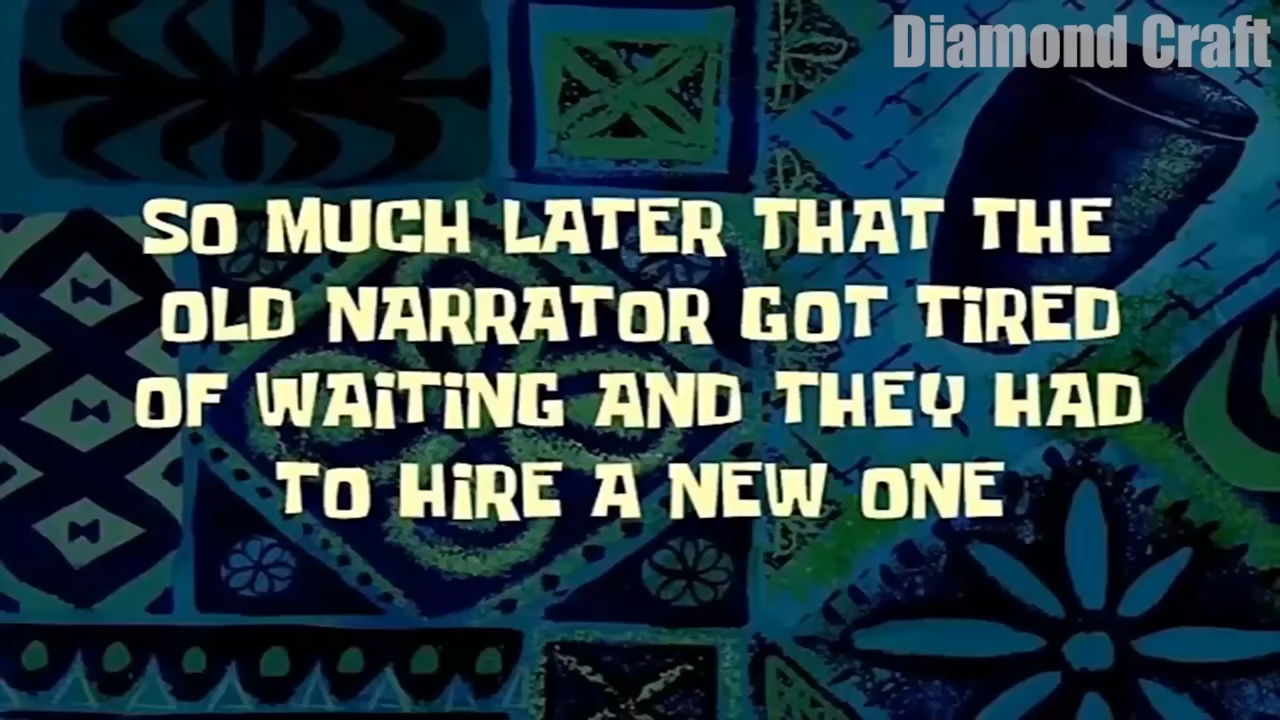 Diamond Craft
SO MUCH LATER THAT THE
OLD NARRATOR GOT TiRED
OF WAiTiNG AND THEY HAD
TO HiRE A NEW ONE